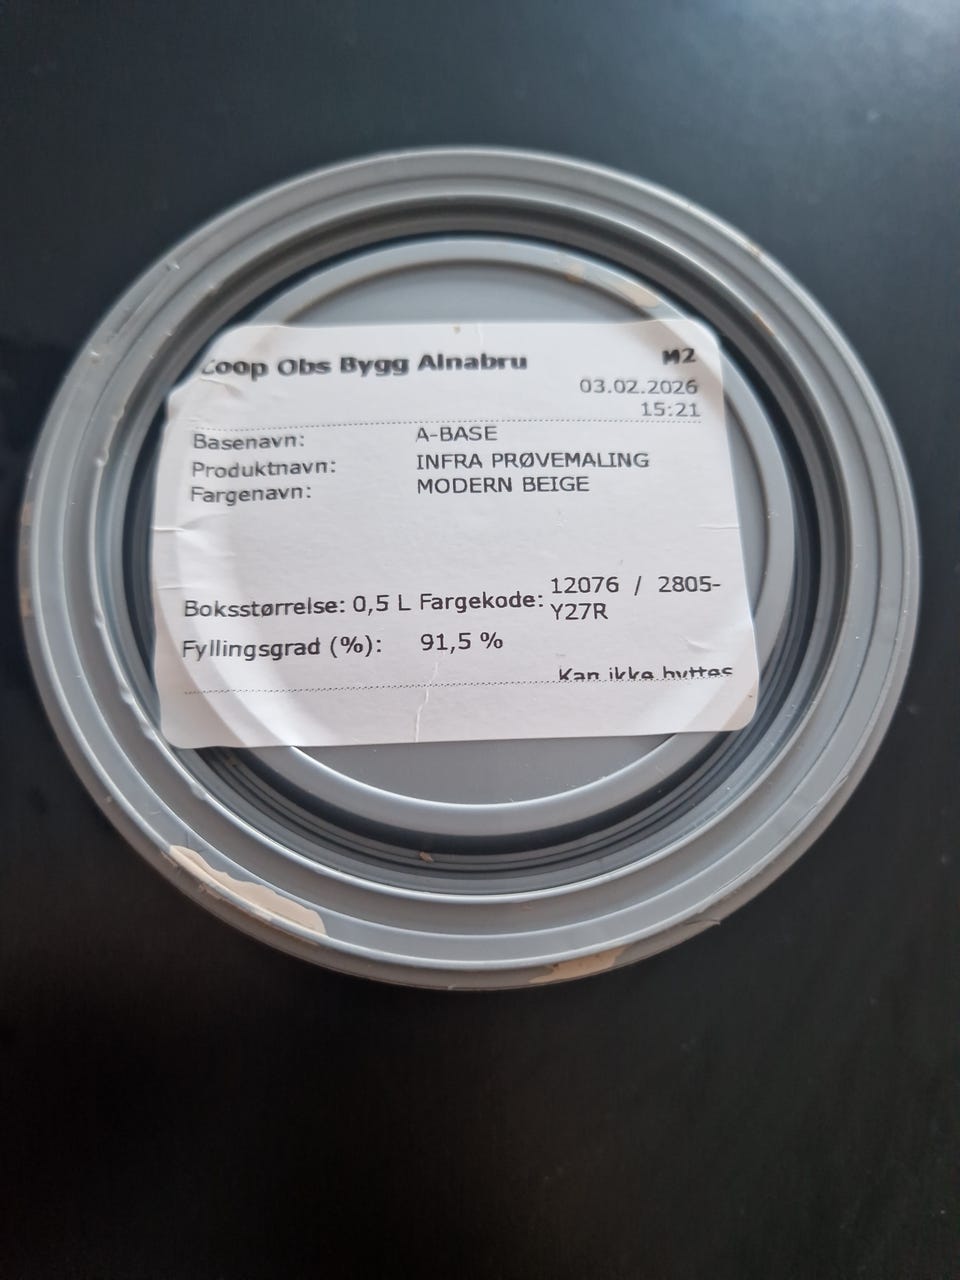 Coop Obs Bygg Alnabru M2
03.02.2026
15:21
Basenavn: A-BASE
Produktnavn: INFRA PRØVEMALING
Fargenavn: MODERN BEIGE
Boksstørrelse: 0,5 L Fargekode: 12076 / 2805-
Y27R
Fyllingsgrad (%): 91,5 %
Kan ikke byttes